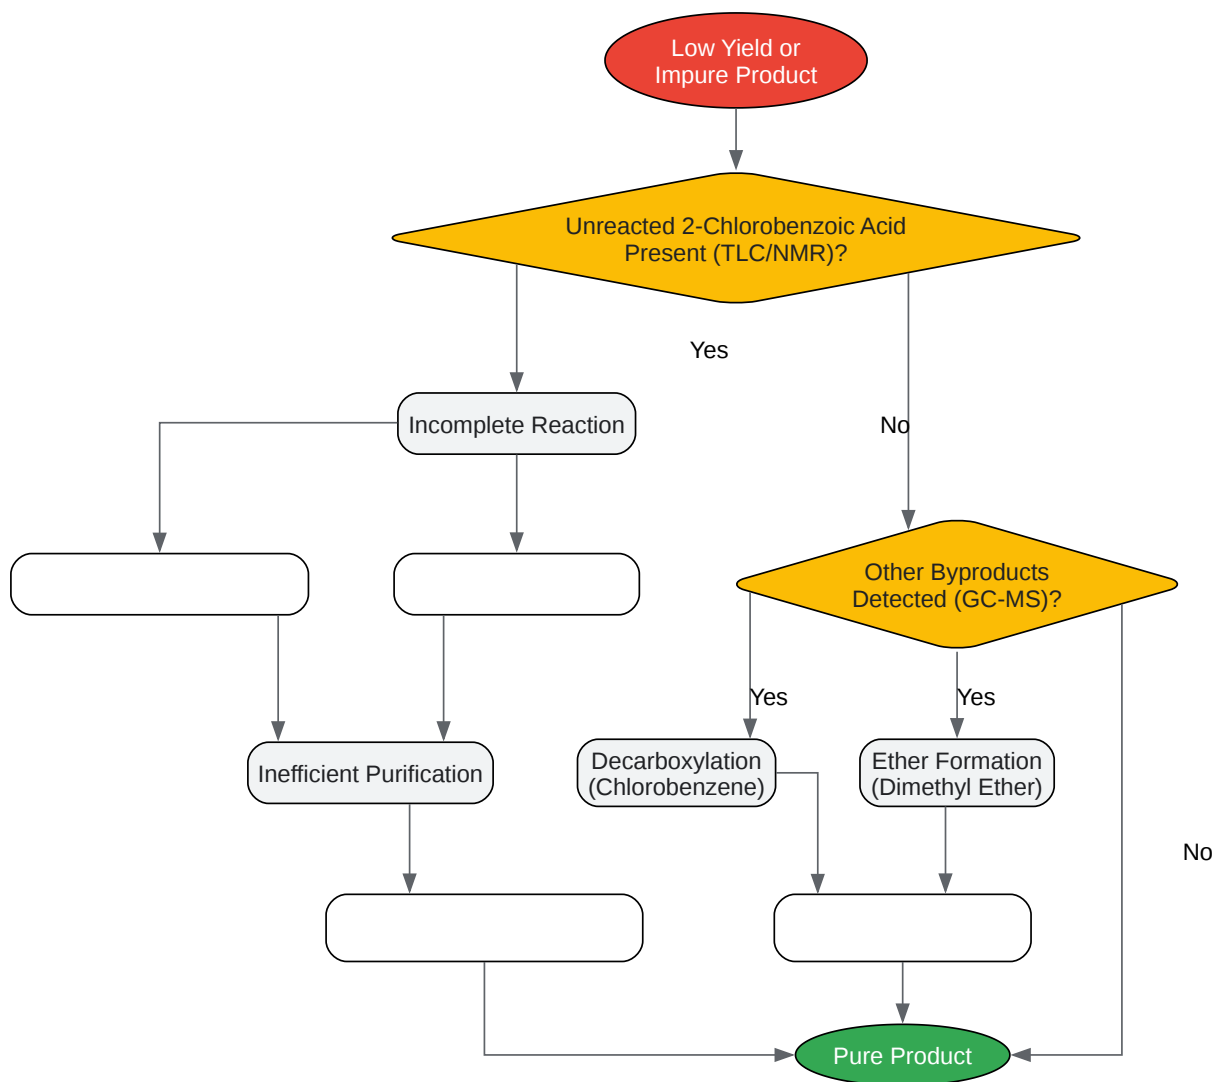 Low Yield or
Impure Product
Unreacted 2-Chlorobenzoic Acid
Present (TLC/NMR)?
Yes
Incomplete Reaction
No
Other Byproducts
Detected (GC-MS)?
Yes
Yes
Inefficient Purification
Decarboxylation
(Chlorobenzene)
Ether Formation
(Dimethyl Ether)
No
Pure Product